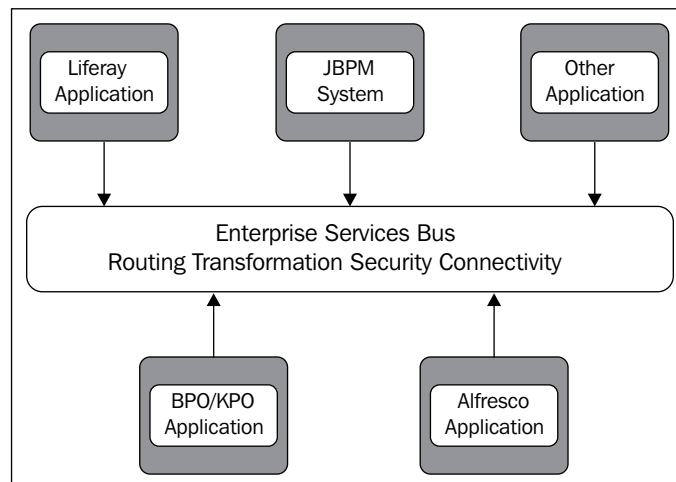 Liferay
Application
JBPM
System
Other
Application
Enterprise Services Bus
Routing Transformation Security Connectivity
BPO/KPO
Application
Alfresco
Application